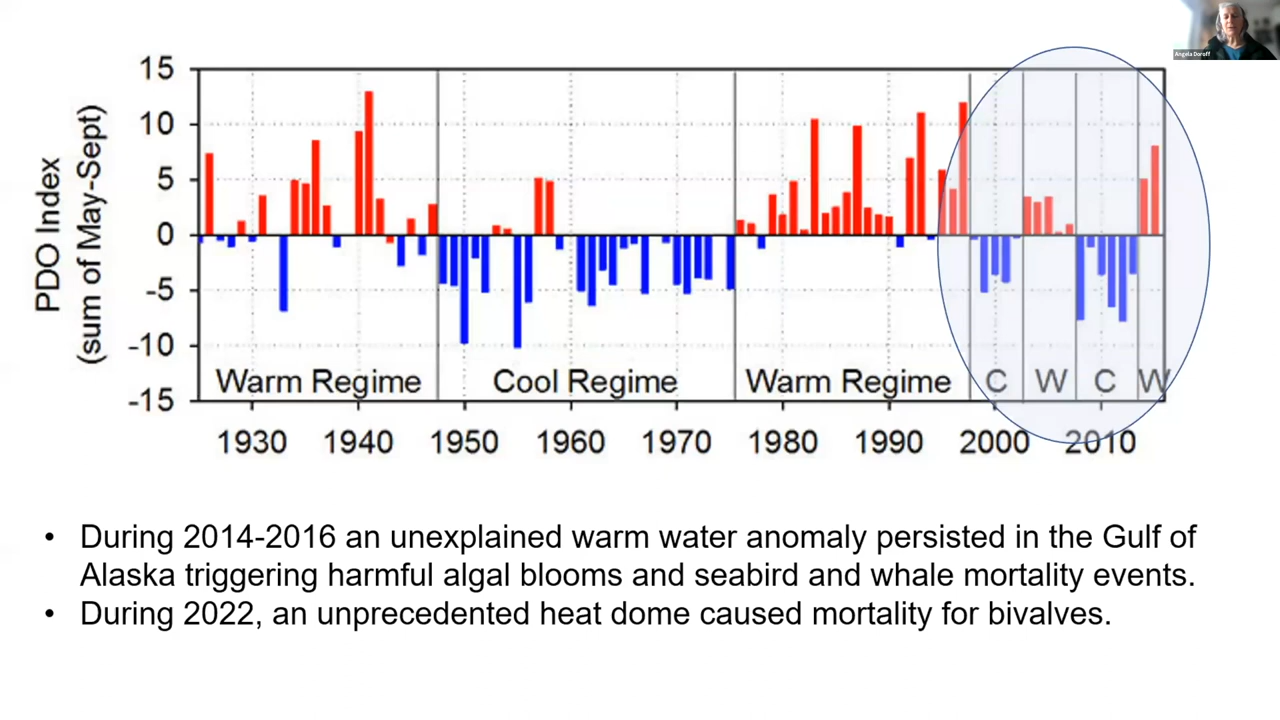 Angela Doroff
15
10
5
0
-5
-10
-15
PDO Index
(sum of May-Sept)
Warm Regime
Cool Regime
Warm Regime
C
W
C
W
1930
1940
1950
1960
1970
1980
1990
2000
2010
• During 2014-2016 an unexplained warm water anomaly persisted in the Gulf of
Alaska triggering harmful algal blooms and seabird and whale mortality events.
• During 2022, an unprecedented heat dome caused mortality for bivalves.